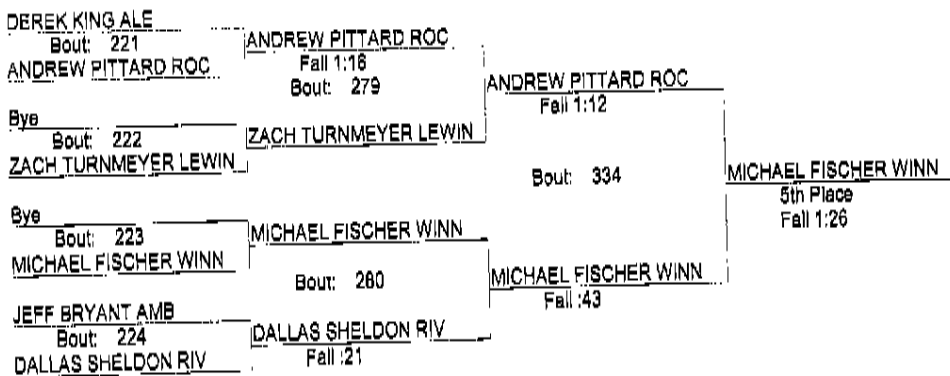 DEREK KING ALE
Bout: 221
ANDREW PITTARD ROC
Bye
Bout: 222
ZACH TURNMEYER LEWIN
Bye
Bout: 223
MICHAEL FISCHER WINN
JEFF BRYANT AMB
Bout: 224
DALLAS SHELDON RIV
ANDREW PITTARD ROC
Fall 1:16
Bout: 279
ZACH TURNMEYER LEWIN
MICHAEL FISCHER WINN
Bout: 280
DALLAS SHELDON RIV
Fall :21
ANDREW PITTARD ROC
Fall 1:12
Bout: 334
MICHAEL FISCHER WINN
Fall :43
MICHAEL FISCHER WINN
5th Place
Fall 1:26